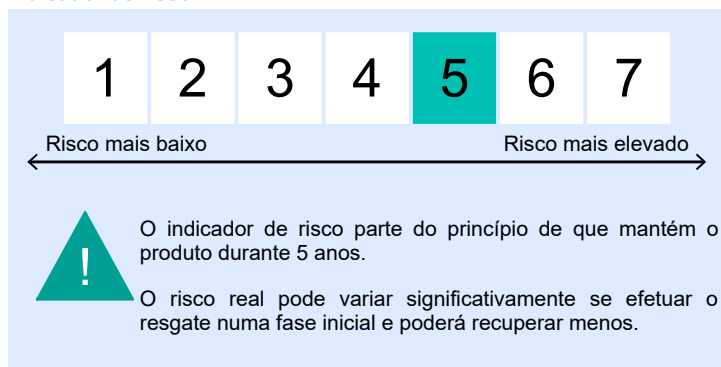 1 2 3 4 5 6 7
Risco mais baixo Risco mais elevado
!
O indicador de risco parte do princípio de que mantém o
produto durante 5 anos.
O risco real pode variar significativamente se efetuar o
resgate numa fase inicial e poderá recuperar menos.